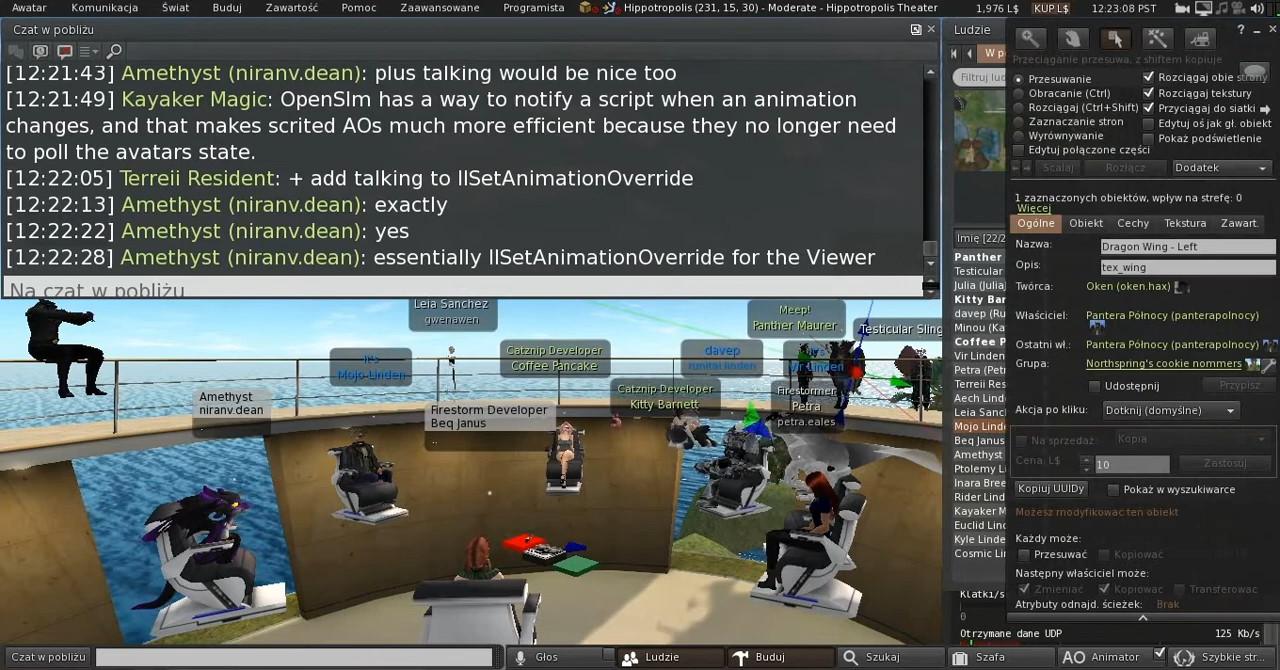 Awatar Komunikacja Świat Buduj Zawartość Pomoc Zaawansowane Programista Hippotropolis (231, 15, 30) - Moderate - Hippotropolis Theater 1,976 L$ KUP L$ 12:23:08 PST
Czat w pobliżu
[12:21:43] Amethyst (niranv.dean): plus talking would be nice too
[12:21:49] Kayaker Magic: OpenSIm has a way to notify a script when an animation
changes, and that makes scrited AOs much more efficient because they no longer need
to poll the avatars state.
[12:22:05] Terreii Resident: + add talking to llSetAnimationOverride
[12:22:13] Amethyst (niranv.dean): exactly
[12:22:22] Amethyst (niranv.dean): yes
[12:22:28] Amethyst (niranv.dean): essentially llSetAnimationOverride for the Viewer
Na czat w pobliżu
Leia Sanchez
gwenawen
Meep!
Panther Maurer
Testicular Sling
It's
Mojo Linden
Catznip Developer
Coffee Pancake
davep
runitai linden
Vir Linden
Amethyst
niranv.dean
Firestorm Developer
Beq Janus
Catznip Developer
Kitty Barnett
Firestormer
Petra
petra.eales
Ludzie
W p
Filtruj lud
Imię [22/2
Panther
Testicular
Julia (Julia
Kitty Bar
davep (ru
Minou (Ka
Coffee P
Vir Linden
Petra (Petra
Terreii Res
Aech Linden
Leia Sanc
Mojo Linde
Beq Janus
Amethyst
Ptolemy L
Inara Bree
Rider Lind
Kayaker M
Euclid Linc
Kyle Linde
Cosmic Lin
Klatki/s
0
Otrzymane dane UDP 125 Kb/s
Przeciąganie przesuwa, z shiftem kopiuje
Przesuwanie
Obracanie (Ctrl)
Rozciągaj (Ctrl+Shift)
Zaznaczanie stron
Wyrównywanie
Edytuj połączone części
Rozciągaj obie strony
Rozciągaj tekstury
Przyciągaj do siatki
Edytuj oś jak gł. obiekt
Pokaż podświetlenie
Scalaj Rozłącz Dodatek
1 zaznaczonych obiektów, wpływ na strefę: 0
Więcej
Ogólne Obiekt Cechy Tekstura Zawart.
Nazwa: Dragon Wing - Left
Opis: tex_wing
Twórca: Oken (oken.hax)
Właściciel: Pantera Północy (panterapolnocy)
Ostatni wł.: Pantera Północy (panterapolnocy)
Grupa: Northspring's cookie nommers
Udostępnij Przypisz
Akcja po kliku: Dotknij (domyślne)
Na sprzedaż: Kopia
Cena: L$ 10 Zastosuj
Kopiuj UUIDy Pokaż w wyszukiwarce
Możesz modyfikować ten obiekt
Każdy może:
Przesuwać Kopiować
Następny właściciel może:
Zmieniać Kopiować Transferować
Atrybuty odnajd. ścieżek: Brak
Czat w pobliżu Głos Ludzie Buduj Szukaj Szafa AO Animator Szybkie str...